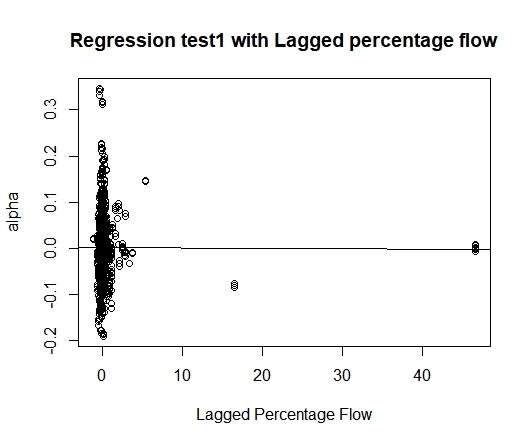 Regression test1 with Lagged percentage flow
alpha
0.3
0.2
0.1
0.0
-0.1
-0.2
0 10 20 30 40
Lagged Percentage Flow